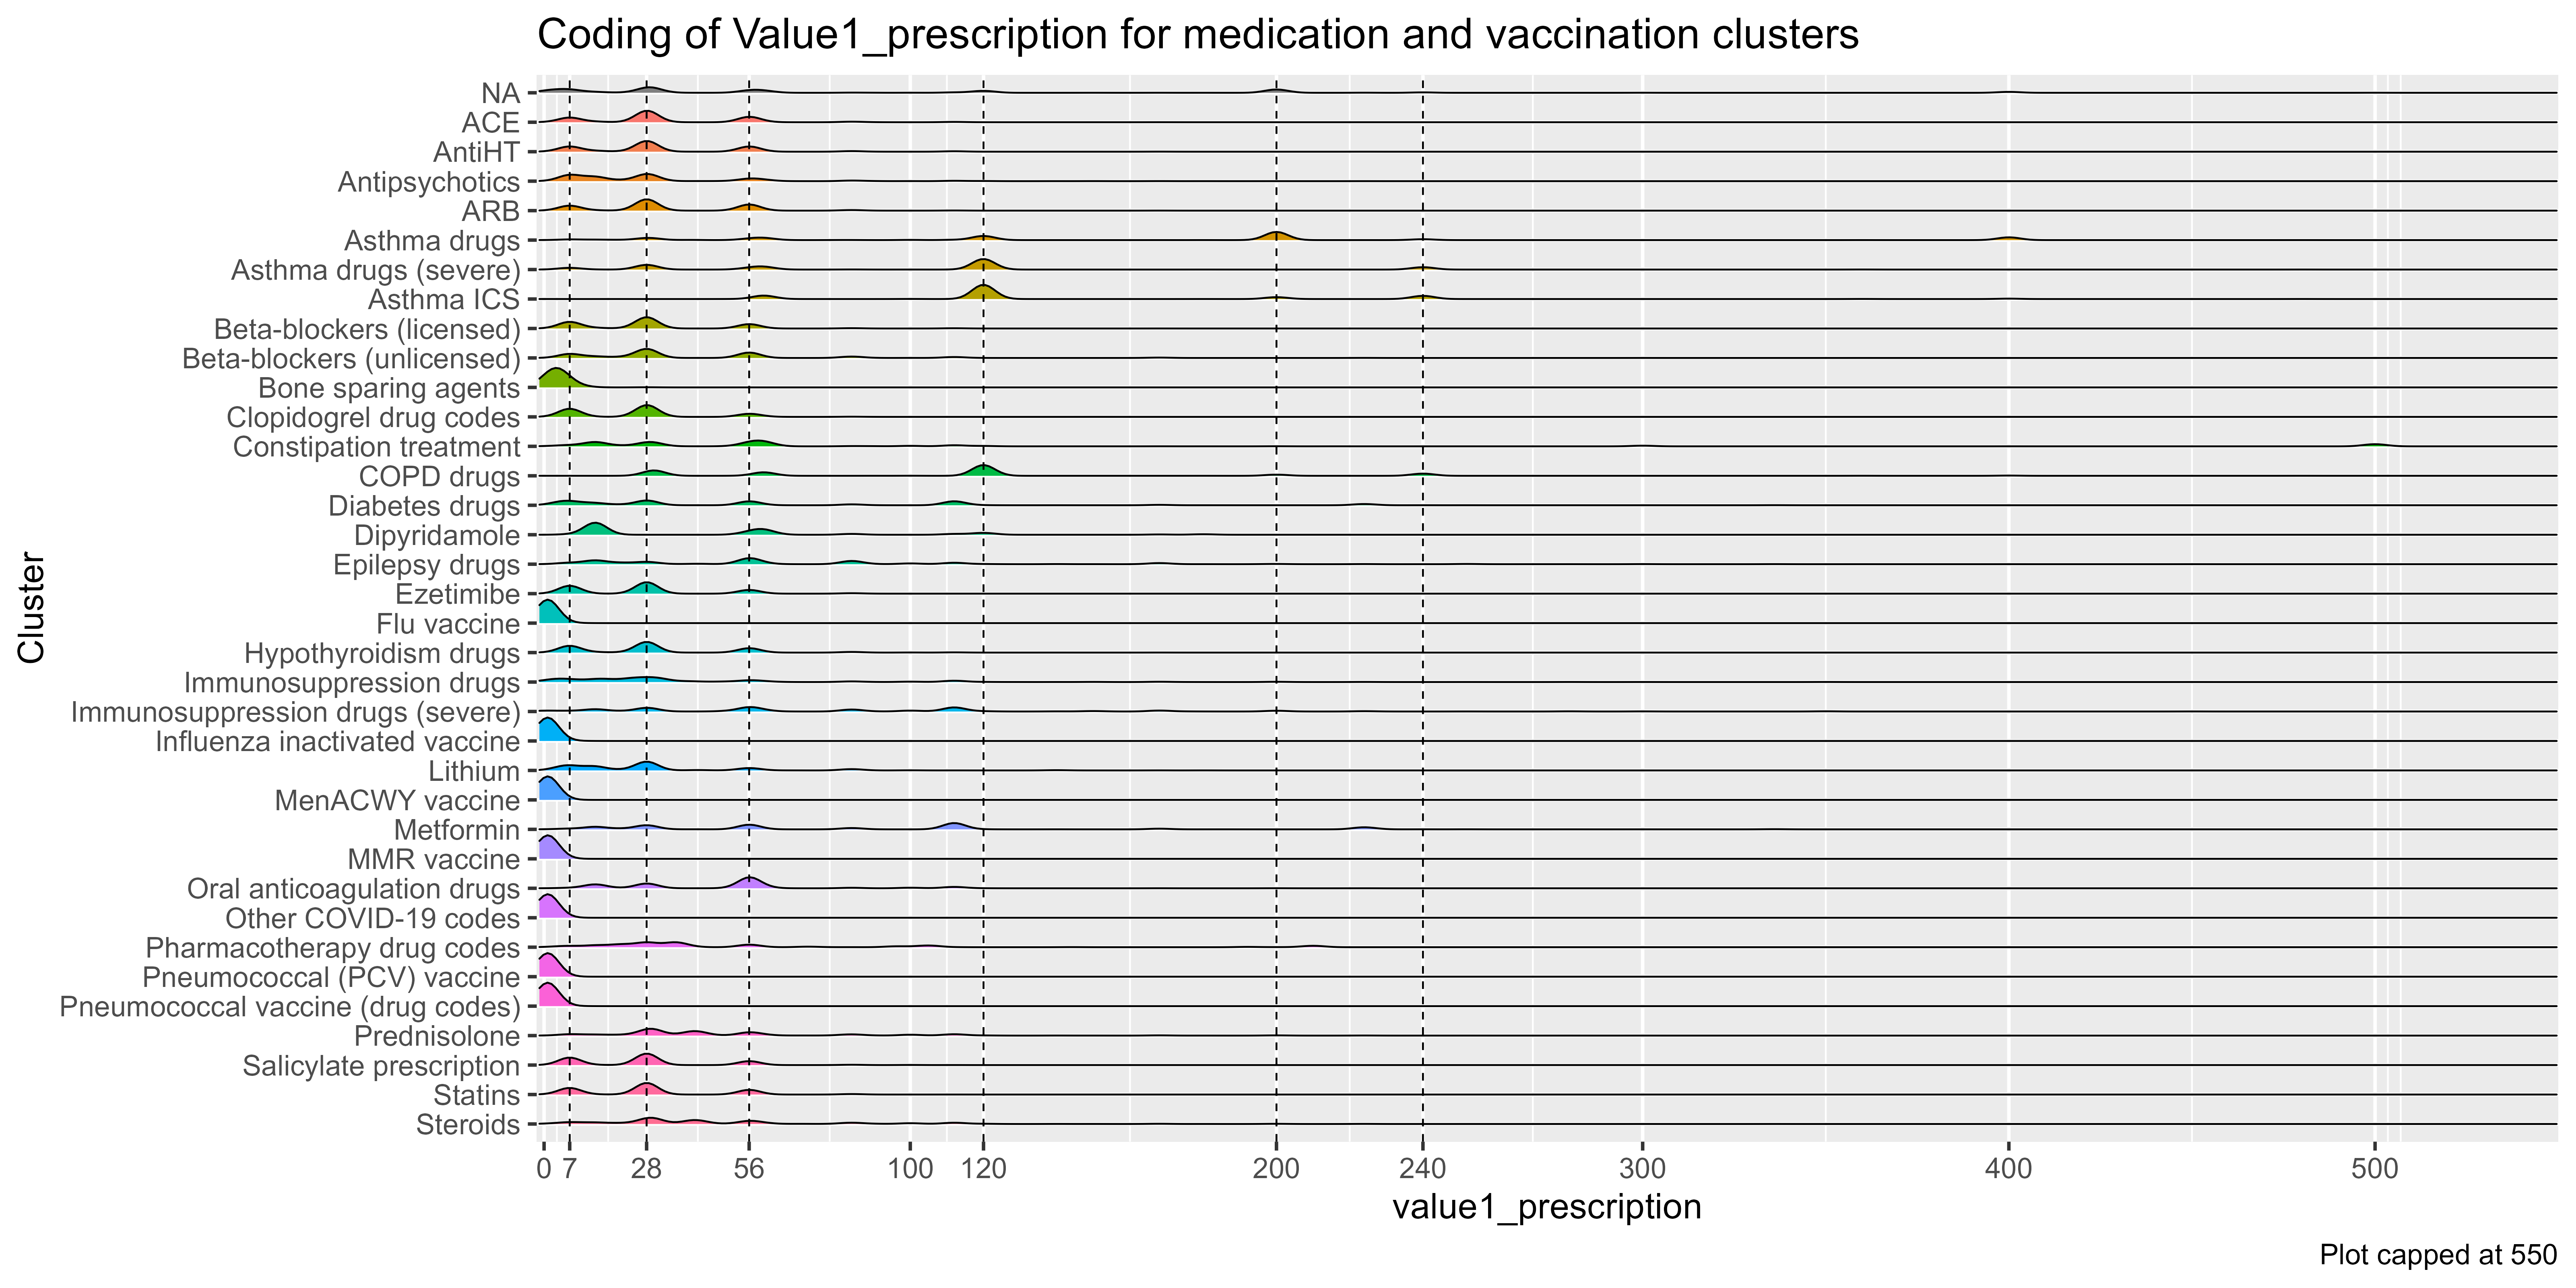 Coding of Value1_prescription for medication and vaccination clusters
NA
ACE
AntiHT
Antipsychotics
ARB
Asthma drugs
Asthma drugs (severe)
Asthma ICS
Beta-blockers (licensed)
Beta-blockers (unlicensed)
Bone sparing agents
Clopidogrel drug codes
Constipation treatment
COPD drugs
Diabetes drugs
Dipyridamole
Epilepsy drugs
Ezetimibe
Flu vaccine
Hypothyroidism drugs
Immunosuppression drugs
Immunosuppression drugs (severe)
Influenza inactivated vaccine
Lithium
MenACWY vaccine
Metformin
MMR vaccine
Oral anticoagulation drugs
Other COVID-19 codes
Pharmacotherapy drug codes
Pneumococcal (PCV) vaccine
Pneumococcal vaccine (drug codes)
Prednisolone
Salicylate prescription
Statins
Steroids
Cluster
0 7 28 56 100 120 200 240 300 400 500
value1_prescription
Plot capped at 550